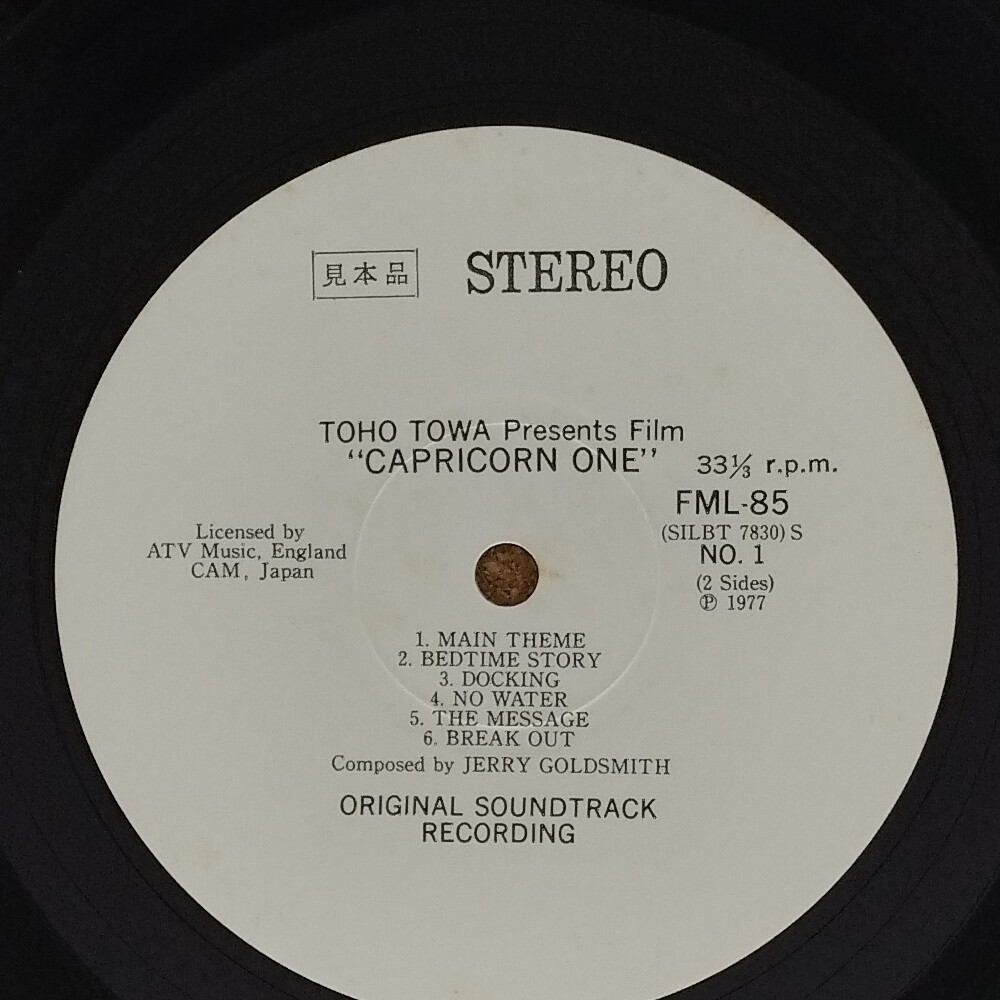 見本品 STEREO
TOHO TOWA Presents Film
“CAPRICORN ONE”
33⅓ r.p.m.
FML-85
(SILBT 7830) S
NO. 1
(2 Sides)
℗ 1977
Licensed by
ATV Music, England
CAM, Japan
1. MAIN THEME
2. BEDTIME STORY
3. DOCKING
4. NO WATER
5. THE MESSAGE
6. BREAK OUT
Composed by JERRY GOLDSMITH
ORIGINAL SOUNDTRACK
RECORDING